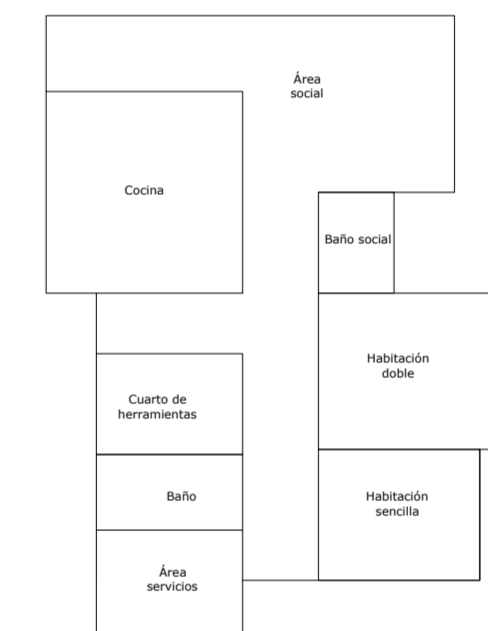 Área
social
Cocina
Baño social
Habitación
doble
Cuarto de
herramientas
Baño
Habitación
sencilla
Área
servicios